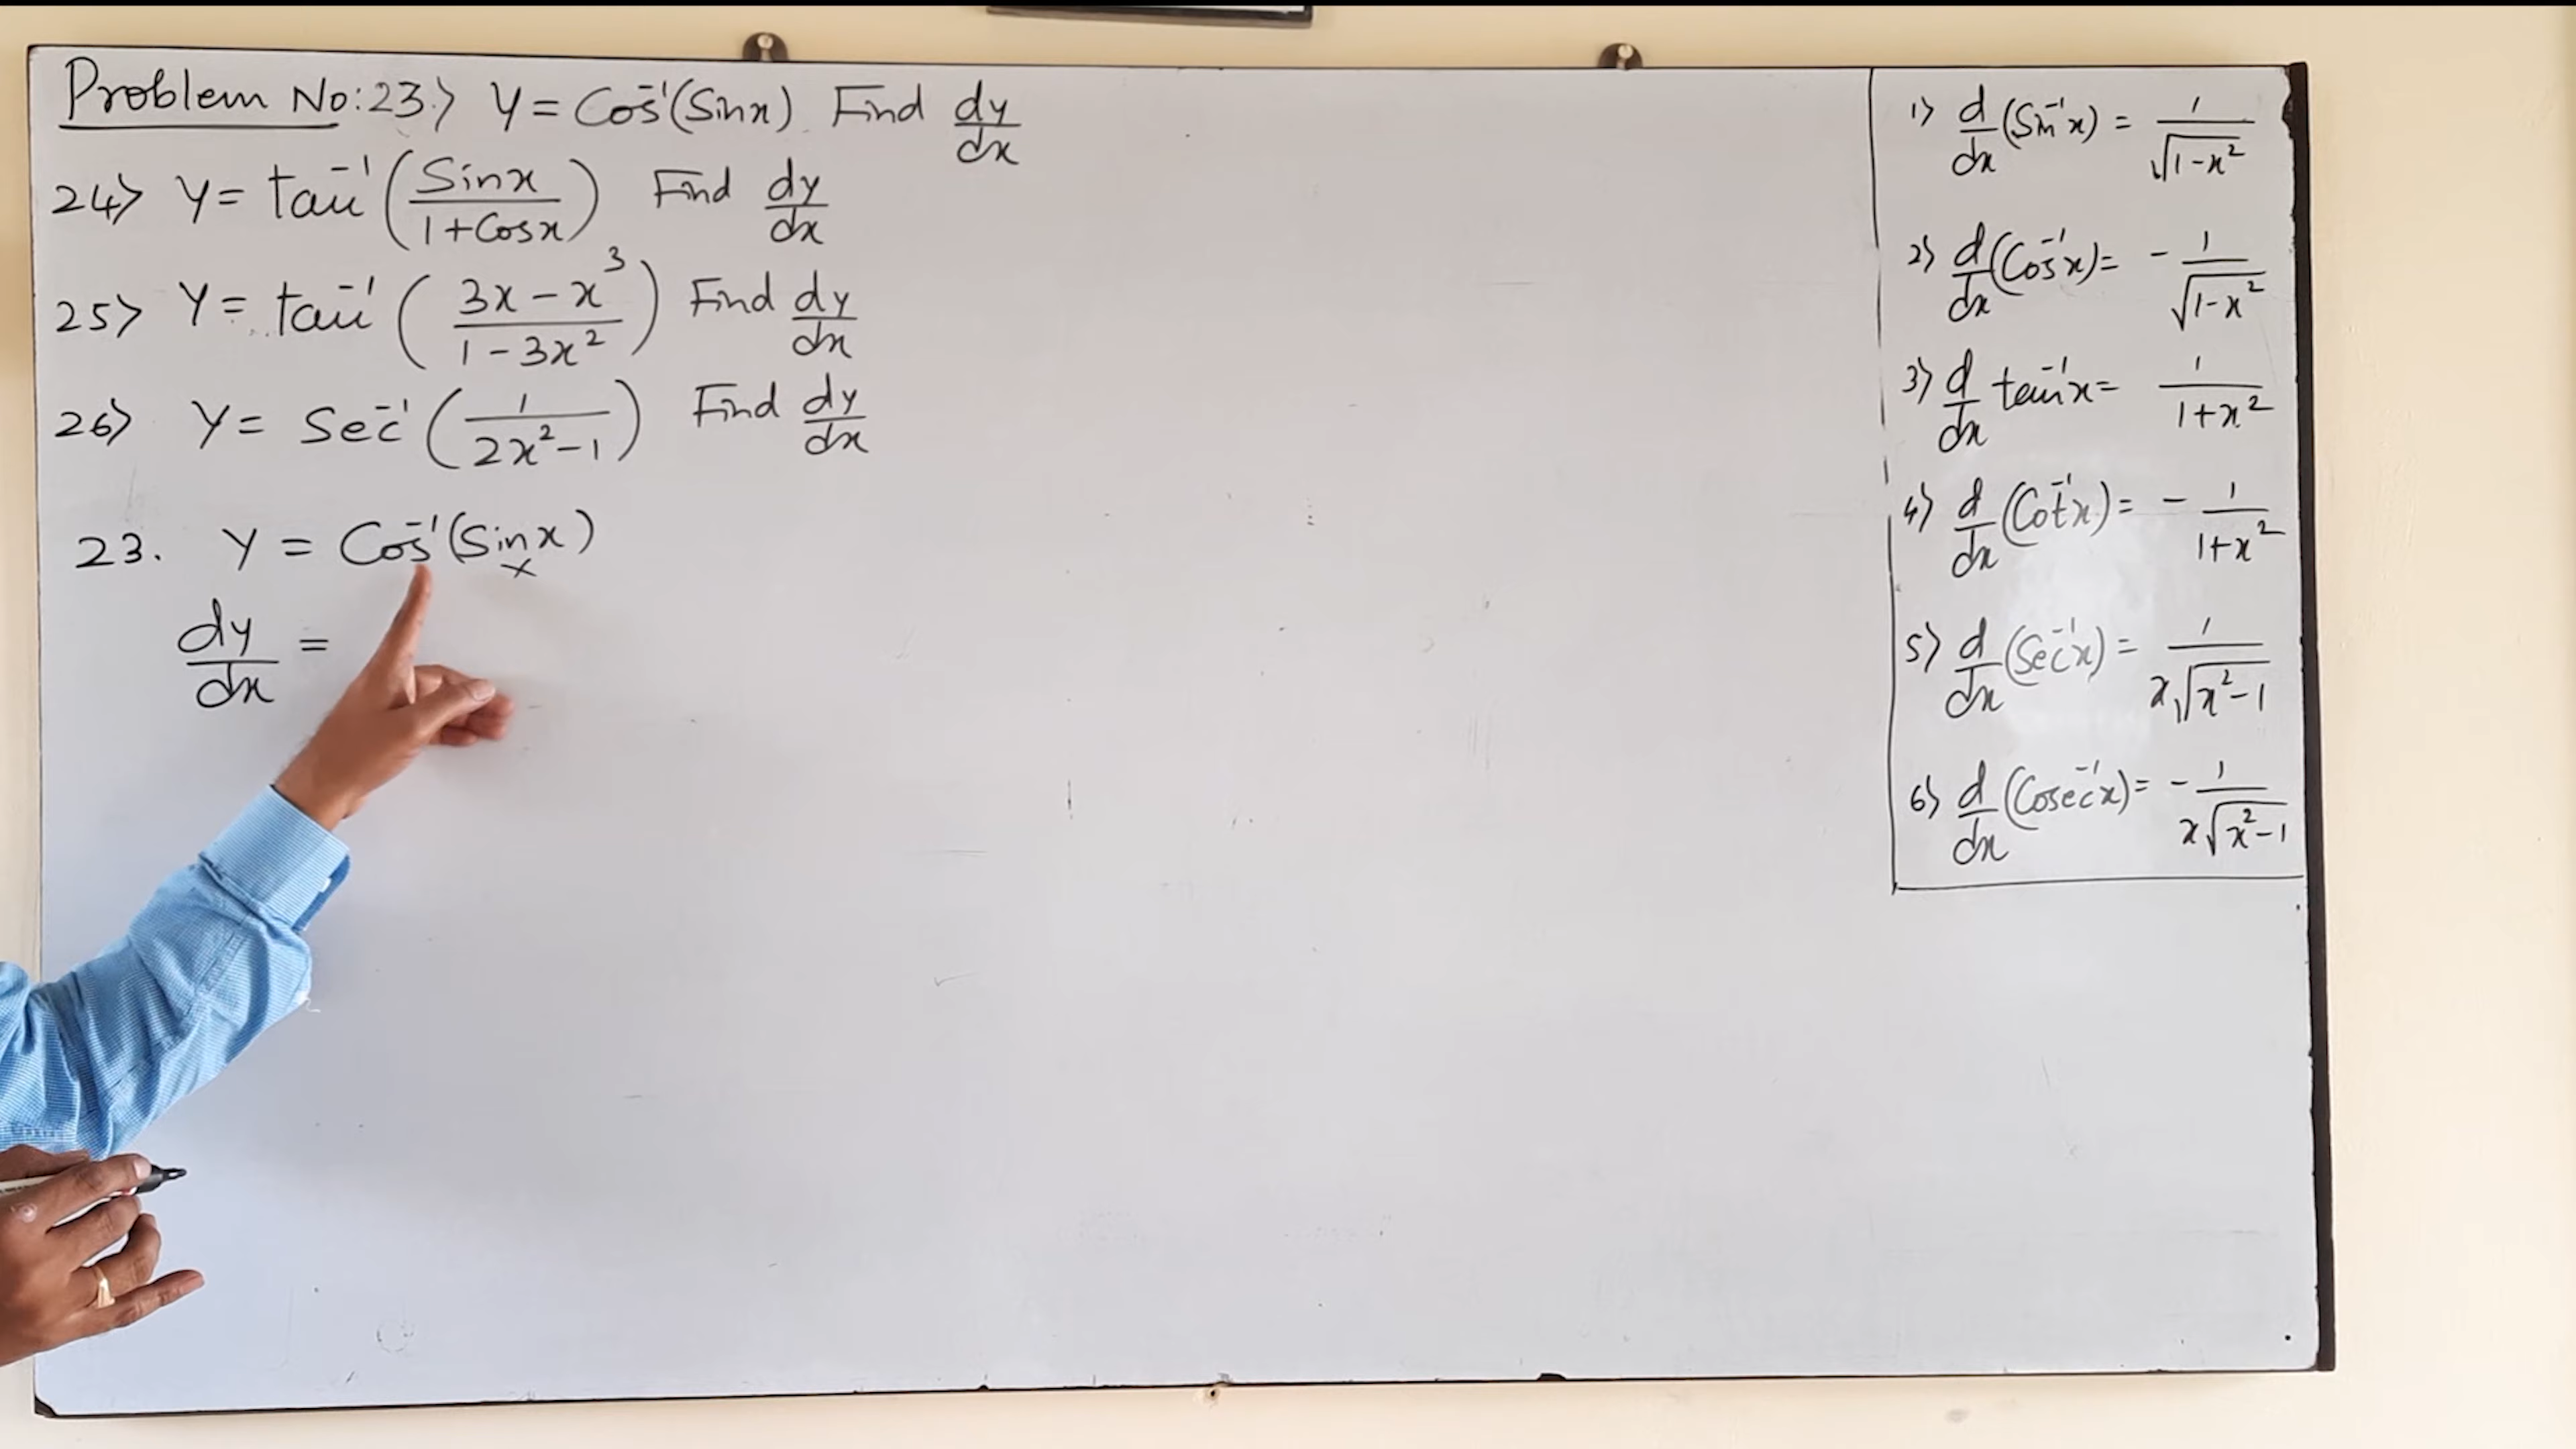 Problem No:23.) Y = Cos⁻¹(Sinx) Find dy/dx
24) Y = tan⁻¹(Sinx/1+Cosx) Find dy/dx
25) Y = tan⁻¹(3x-x³/1-3x²) Find dy/dx
26) Y = Sec⁻¹(1/2x²-1) Find dy/dx
23. Y = Cos⁻¹(Sinx)
x
dy/dx =
1) d/dx(Sin⁻¹x) = 1/√1-x²
2) d/dx(Cos⁻¹x) = -1/√1-x²
3) d/dx tan⁻¹x = 1/1+x²
4) d/dx(Cot⁻¹x) = -1/1+x²
5) d/dx(Sec⁻¹x) = 1/x√x²-1
6) d/dx(Cosec⁻¹x) = -1/x√x²-1